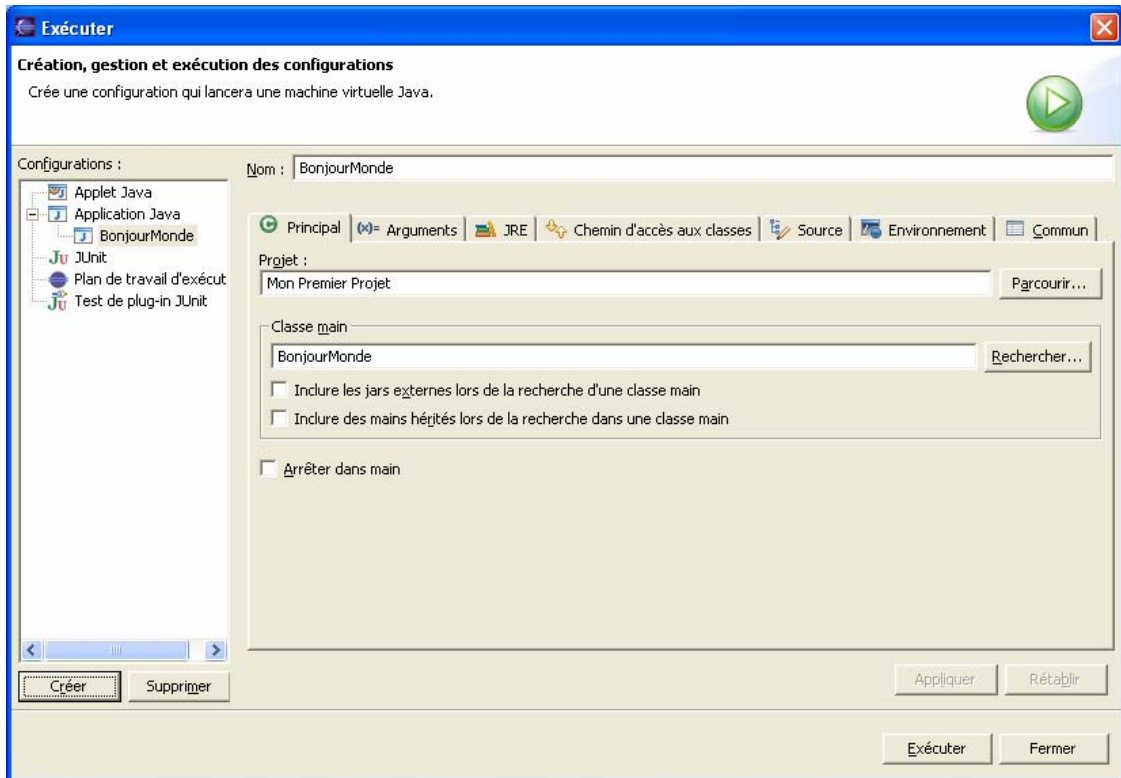 Exécuter
Création, gestion et exécution des configurations
Crée une configuration qui lancera une machine virtuelle Java.
Configurations :
Applet Java
Application Java
BonjourMonde
JUnit
Plan de travail d'exécut
Test de plug-in JUnit
Créer
Supprimer
Nom : BonjourMonde
Principal (x)= Arguments JRE Chemin d'accès aux classes Source Environnement Commun
Projet :
Mon Premier Projet Parcourir...
Classe main
BonjourMonde Rechercher...
Inclure les jars externes lors de la recherche d'une classe main
Inclure des mains hérités lors de la recherche dans une classe main
Arrêter dans main
Appliquer Rétablir
Exécuter Fermer